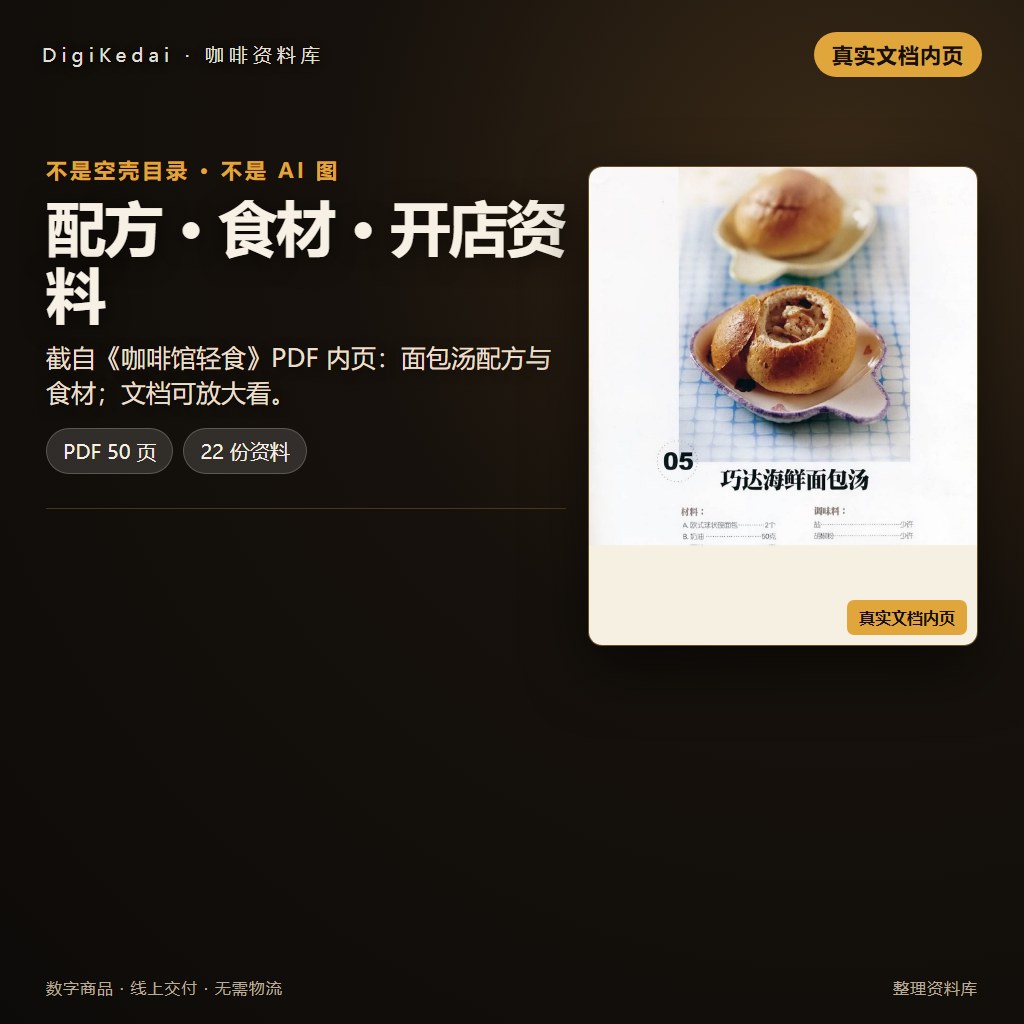 DigiKedai · 咖啡资料库
真实文档内页
不是空壳目录 · 不是 AI 图
配方 · 食材 · 开店资
料
截自《咖啡馆轻食》PDF 内页：面包汤配方与
食材；文档可放大看。
PDF 50 页
22 份资料
05
巧达海鲜面包汤
材料：
调味料：
B. 奶油 50克
真实文档内页
数字商品 · 线上交付 · 无需物流
整理资料库